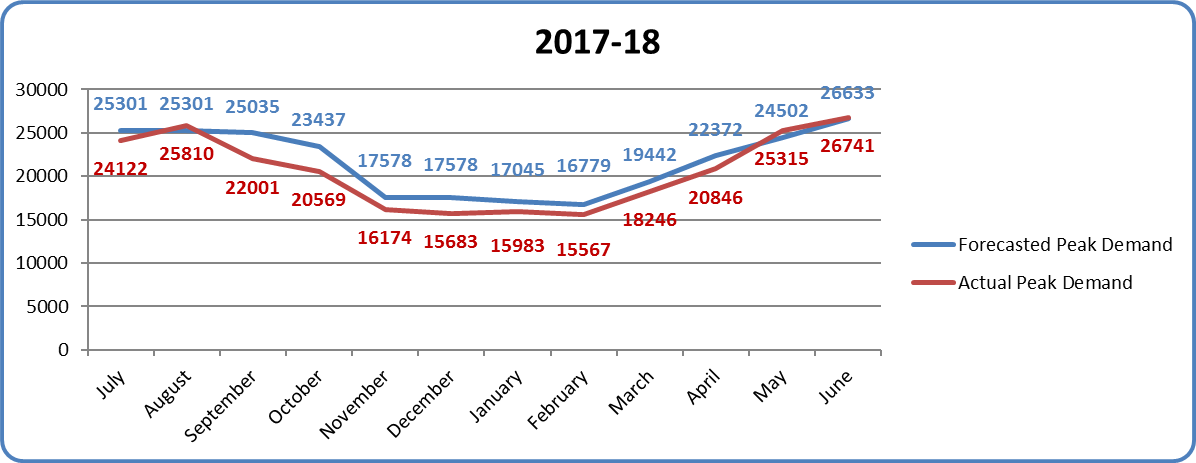 2017-18
30000
25000
20000
15000
10000
5000
0
25301 25301 25035 23437 17578 17578 17045 16779 19442 22372 24502 26633
24122 25810 22001 20569 16174 15683 15983 15567 18246 20846 25315 26741
July August September October November December January February March April May June
Forecasted Peak Demand
Actual Peak Demand